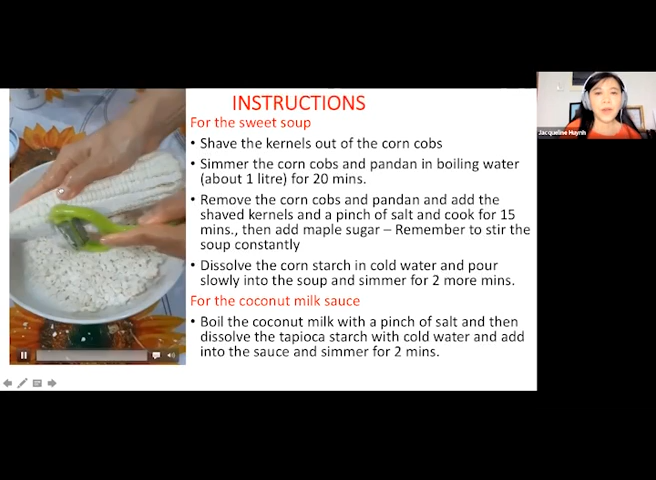 INSTRUCTIONS
For the sweet soup
• Shave the kernels out of the corn cobs
• Simmer the corn cobs and pandan in boiling water
(about 1 litre) for 20 mins.
• Remove the corn cobs and pandan and add the
shaved kernels and a pinch of salt and cook for 15
mins., then add maple sugar – Remember to stir the
soup constantly
• Dissolve the corn starch in cold water and pour
slowly into the soup and simmer for 2 more mins.
For the coconut milk sauce
• Boil the coconut milk with a pinch of salt and then
dissolve the tapioca starch with cold water and add
into the sauce and simmer for 2 mins.
Jacqueline Huynh